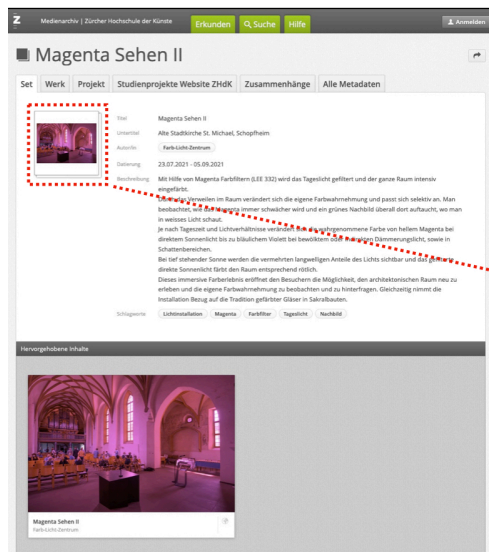 Z Medienarchiv | Zürcher Hochschule der Künste Erkunden Suche Hilfe Anmelden
Magenta Sehen II
Set Werk Projekt Studienprojekte Website ZHdK Zusammenhänge Alle Metadaten
Titel Magenta Sehen II
Untertitel Alte Stadtkirche St. Michael, Schopfheim
AutorIn Farb-Licht-Zentrum
Datierung 23.07.2021 - 05.09.2021
Beschreibung Mit Hilfe von Magenta Farbfiltern (LEE 332) wird das Tageslicht gefiltert und der ganze Raum intensiv
eingefärbt.
das Verweilen im Raum verändert sich die eigene Farbwahrnehmung und passt sich selektiv an. Man
beobachtet, wie das Magenta immer schwächer wird und ein grünes Nachbild überall dort auftaucht, wo man
in weisses Licht schaut.
Je nach Tageszeit und Lichtverhältnisse verändert sich die wahrgenommene Farbe von hellem Magenta bei
direktem Sonnenlicht bis zu bläulichem Violett bei bewölktem oder indirekten Dämmerungslicht, sowie in
Schattenbereichen.
Bei tief stehender Sonne werden die vermehrten langwelligen Anteile des Lichts sichtbar und das gefilterte
direkte Sonnenlicht färbt den Raum entsprechend rötlich.
Dieses immersive Farberlebnis eröffnet den Besuchern die Möglichkeit, den architektonischen Raum neu zu
erleben und die eigene Farbwahrnehmung zu beobachten und zu hinterfragen. Gleichzeitig nimmt die
Installation Bezug auf die Tradition gefärbter Gläser in Sakralbauten.
Schlagworte Lichtinstallation Magenta Farbfilter Tageslicht Nachbild
Hervorgehobene Inhalte
Magenta Sehen II
Farb-Licht-Zentrum